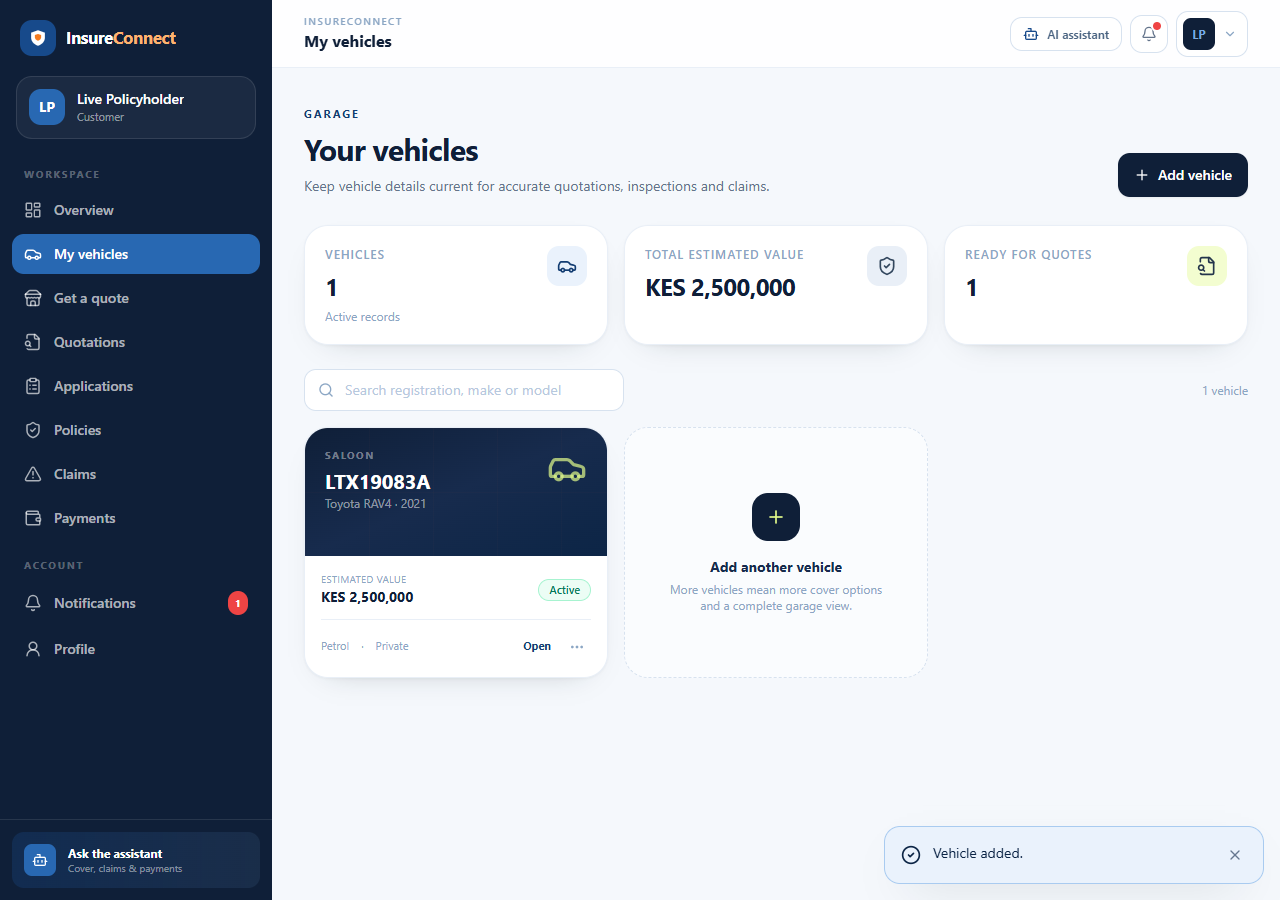 InsureConnect
LP
Live Policyholder
Customer
WORKSPACE
Overview
My vehicles
Get a quote
Quotations
Applications
Policies
Claims
Payments
ACCOUNT
Notifications
1
Profile
Ask the assistant
Cover, claims & payments
INSURECONNECT
My vehicles
AI assistant
LP
GARAGE
Your vehicles
Keep vehicle details current for accurate quotations, inspections and claims.
Add vehicle
VEHICLES
1
Active records
TOTAL ESTIMATED VALUE
KES 2,500,000
READY FOR QUOTES
1
Search registration, make or model
1 vehicle
SALOON
LTX19083A
Toyota RAV4 · 2021
ESTIMATED VALUE
KES 2,500,000
Active
Petrol · Private
Open
Add another vehicle
More vehicles mean more cover options
and a complete garage view.
Vehicle added.